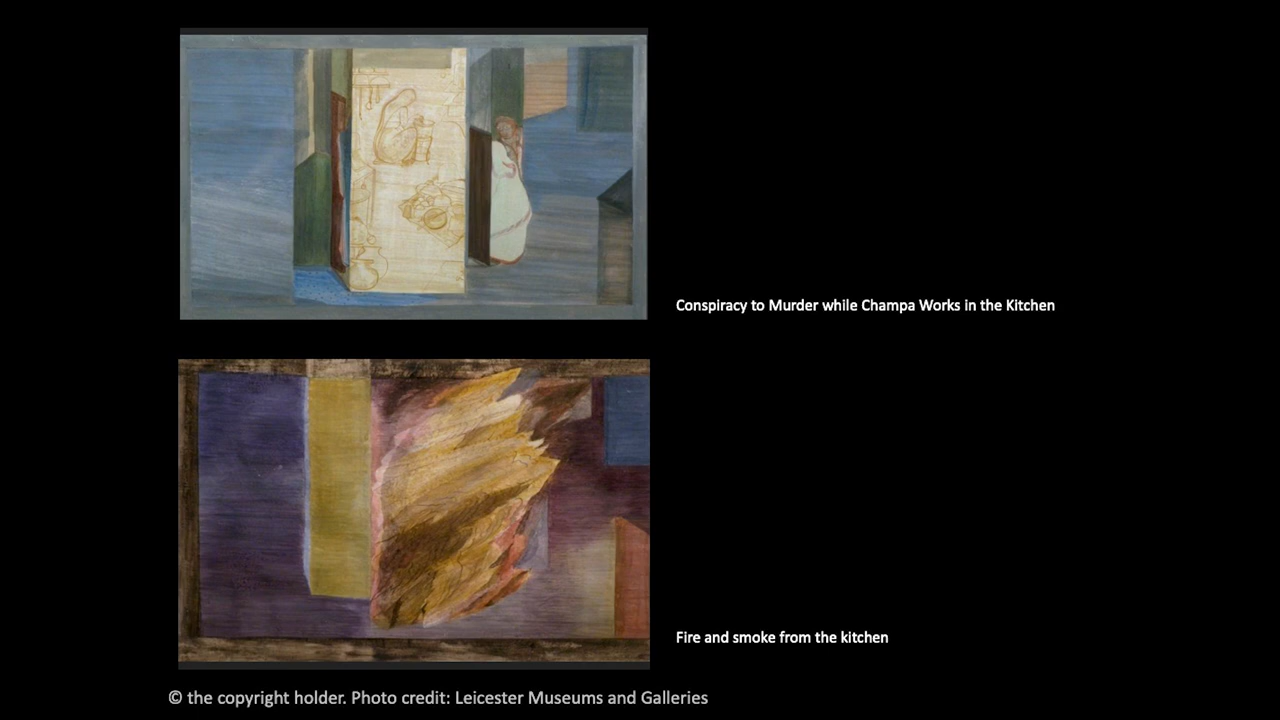 Conspiracy to Murder while Champa Works in the Kitchen
Fire and smoke from the kitchen
© the copyright holder. Photo credit: Leicester Museums and Galleries